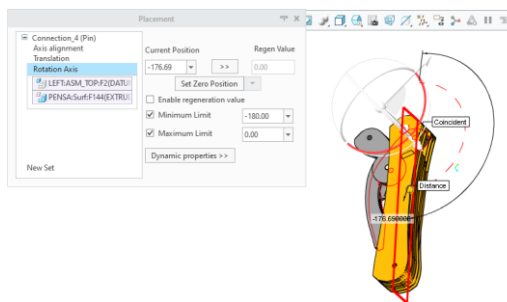 Placement
Connection_4 (Pin)
Axis alignment
Translation
Rotation Axis
LEFT:ASM_TOP:F2(DATU
PENSA:Surf:F144(EXTRU
New Set
Current Position
Regen Value
-176.69
>>
0.00
Set Zero Position
Enable regeneration value
Minimum Limit
-180.00
Maximum Limit
0.00
Dynamic properties >>
Coincident
Distance